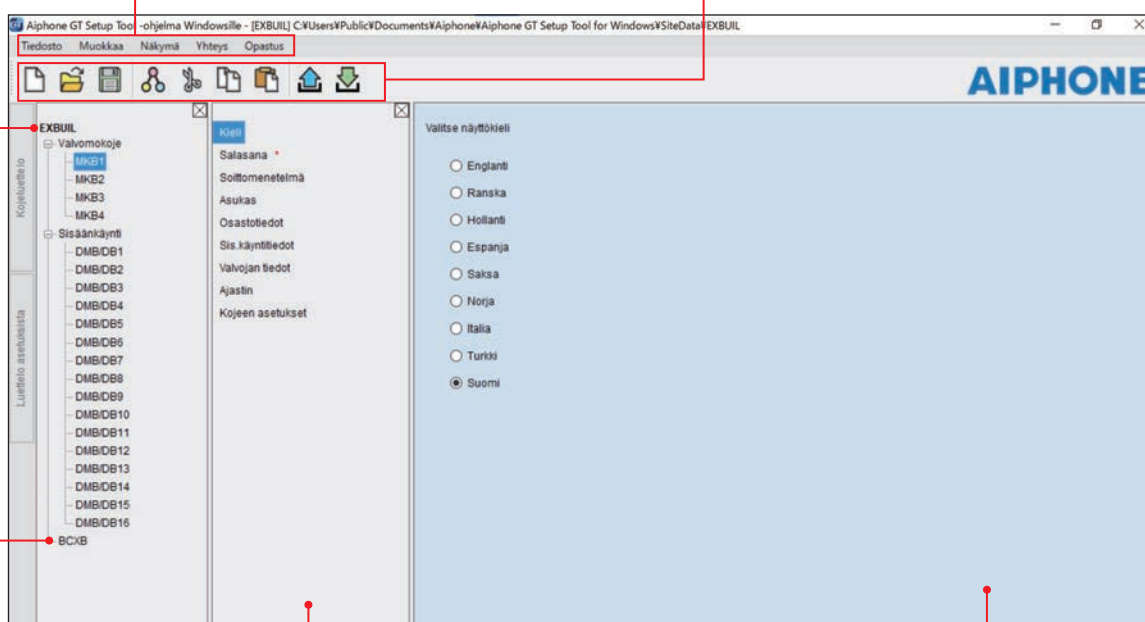 Aiphone GT Setup Tool -ohjelma Windowsille - [EXBUIL] C:¥Users¥Public¥Documents¥Aiphone¥Aiphone GT Setup Tool for Windows¥SiteData¥EXBUIL
Tiedosto Muokkaa Näkymä Yhteys Opastus
AIPHONE
Kojeluettelo
Luettelo asetuksista
EXBUIL
Valvomokoje
MKB1
MKB2
MKB3
MKB4
Sisäänkäynti
DMB/DB1
DMB/DB2
DMB/DB3
DMB/DB4
DMB/DB5
DMB/DB6
DMB/DB7
DMB/DB8
DMB/DB9
DMB/DB10
DMB/DB11
DMB/DB12
DMB/DB13
DMB/DB14
DMB/DB15
DMB/DB16
BCXB
Kieli
Salasana *
Soittomenetelmä
Asukas
Osastotiedot
Sis.käyntitiedot
Valvojan tiedot
Ajastin
Kojeen asetukset
Valitse näyttökieli
Englanti
Ranska
Hollanti
Espanja
Saksa
Norja
Italia
Turkki
Suomi